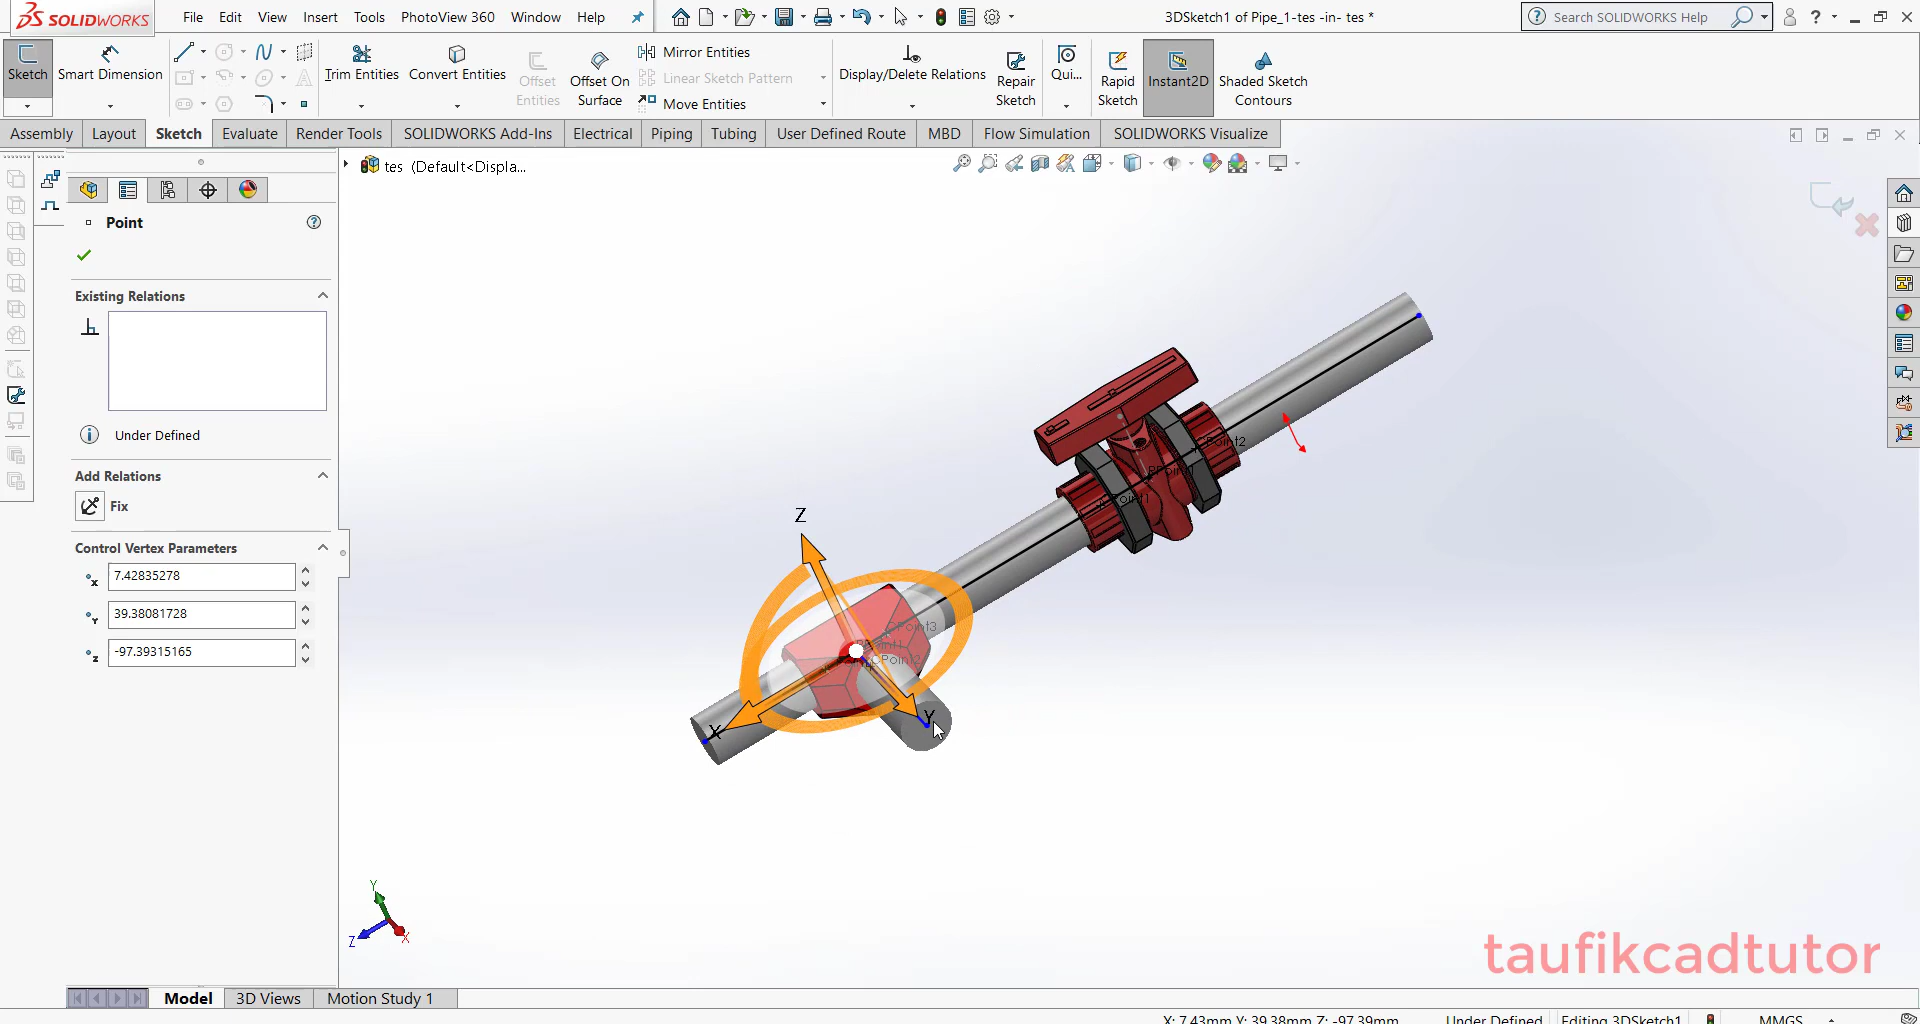 SOLIDWORKS
File Edit View Insert Tools PhotoView 360 Window Help
3DSketch1 of Pipe_1-tes -in- tes *
Search SOLIDWORKS Help
Sketch
Smart Dimension
Trim Entities
Convert Entities
Offset Entities
Offset On Surface
Mirror Entities
Linear Sketch Pattern
Move Entities
Display/Delete Relations
Repair Sketch
Qui...
Rapid Sketch
Instant2D
Shaded Sketch Contours
Assembly Layout Sketch Evaluate Render Tools SOLIDWORKS Add-Ins Electrical Piping Tubing User Defined Route MBD Flow Simulation SOLIDWORKS Visualize
tes (Default<Displa...
Point
Existing Relations
Under Defined
Add Relations
Fix
Control Vertex Parameters
X 7.42835278
Y 39.38081728
Z -97.39315165
CPoint2
CPoint1
Z
CPoint3
CPoint2
X
Y
Y
Z
X
taufikcadtutor
Model 3D Views Motion Study 1
X: 7.43mm Y: 39.38mm Z: -97.39mm Under Defined Editing 3DSketch1 MMGS